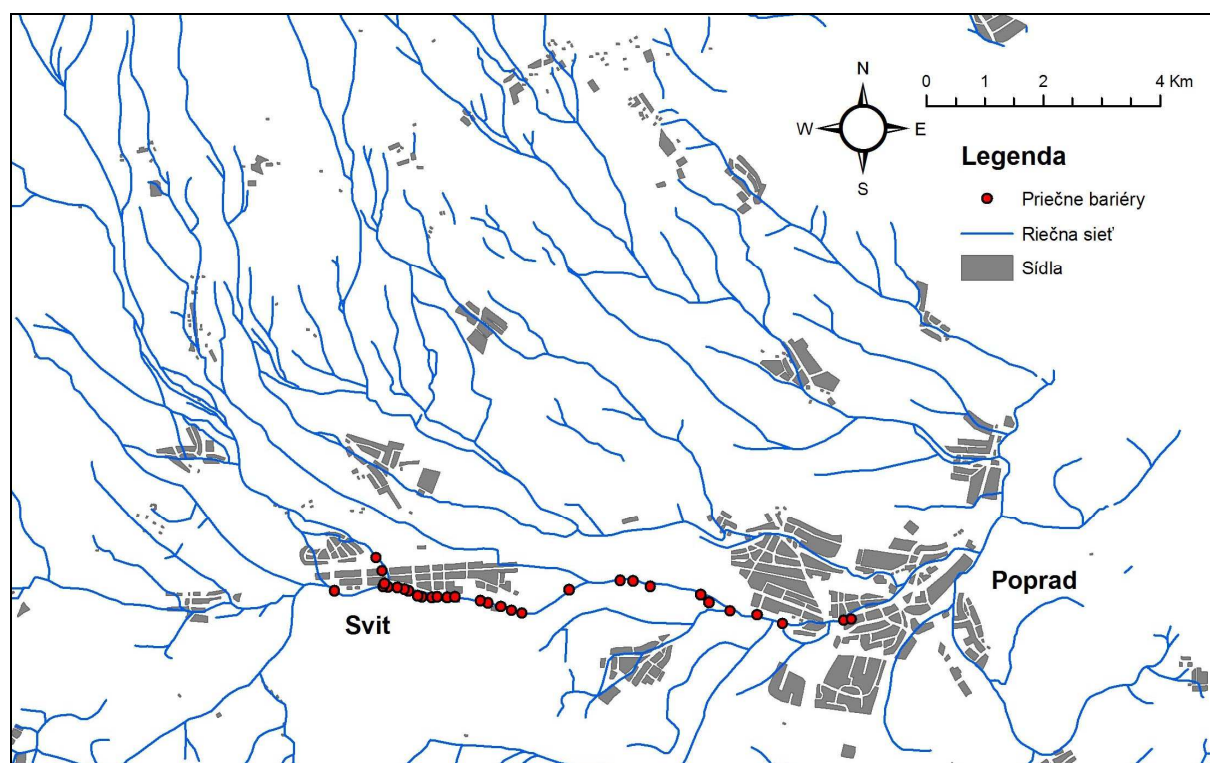 N
W E
S
0 1 2 4 Km
Legenda
Priečne bariéry
Riečna sieť
Sídla
Poprad
Svit